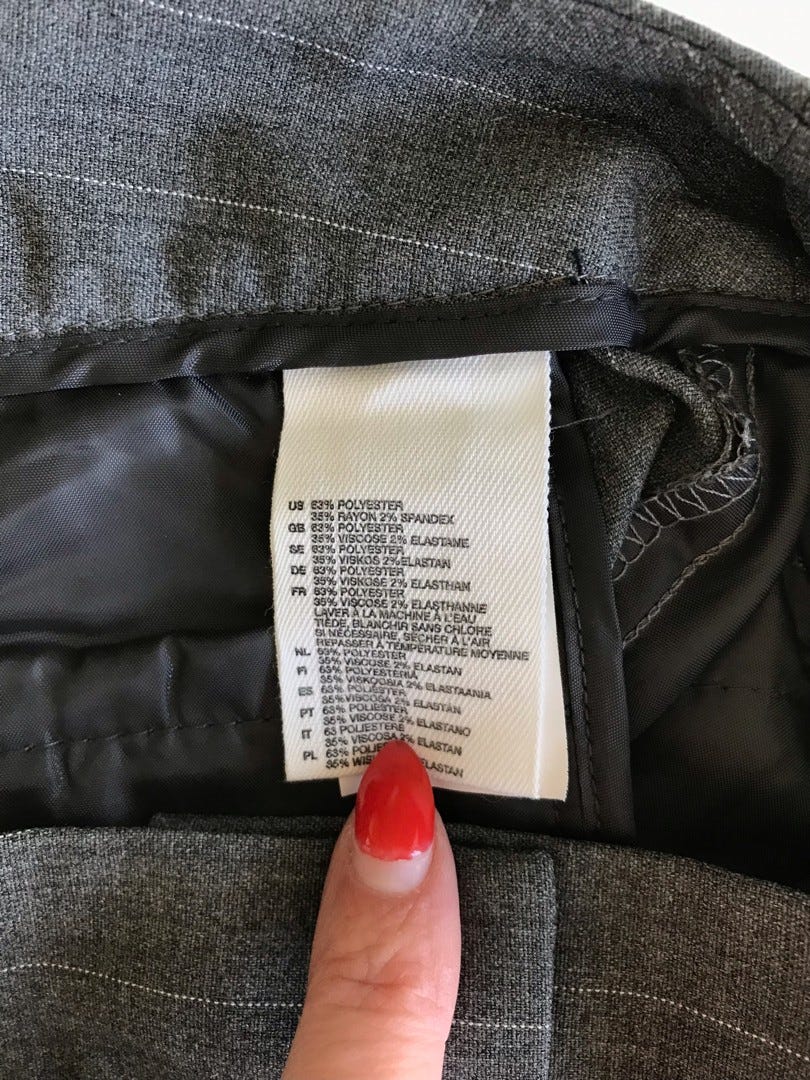 US 63% POLYESTER
35% RAYON 2% SPANDEX
GB 63% POLYESTER
35% VISCOSE 2% ELASTANE
SE 63% POLYESTER
35% VISKOS 2%ELASTAN
DE 63% POLYESTER
35% VISKOSE 2% ELASTHAN
FR 63% POLYESTER
35% VISCOSE 2% ELASTHANNE
LAVER À LA MACHINE À L'EAU
TIÈDE, BLANCHIR SANS CHLORE
SI NÉCESSAIRE, SÉCHER À L'AIR
REPASSER À TEMPÉRATURE MOYENNE
NL 63% POLYESTER
35% VISCOSE 2% ELASTAN
FI 63% POLYESTERIA
35% VISKOOSIA 2% ELASTAANIA
ES 63% POLIESTER
35%VISCOSA 2% ELASTÁN
PT 63% POLIESTER
35% VISCOSE 2% ELASTANO
IT 63 POLIESTERE
35% VISCOSA 2% ELASTAN
PL 63%
35% ELASTAN